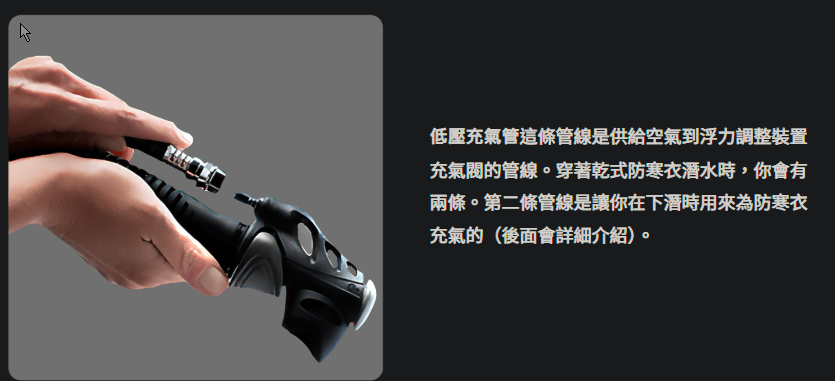 低壓充氣管這條管線是供給空氣到浮力調整裝置
充氣閥的管線。穿著乾式防寒衣潛水時，你會有
兩條。第二條管線是讓你在下潛時用來為防寒衣
充氣的（後面會詳細介紹）。